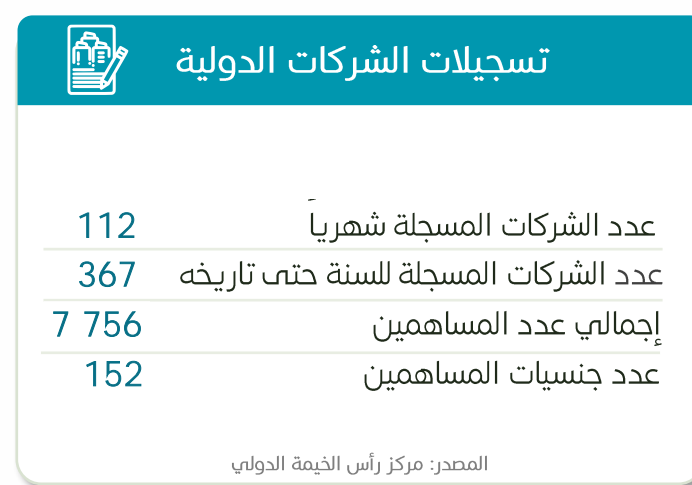 تسجيلات الشركات الدولية
عدد الشركات المسجلة شهرياً 112
عدد الشركات المسجلة للسنة حتى تاريخه 367
إجمالي عدد المساهمين 7 756
عدد جنسيات المساهمين 152
المصدر: مركز رأس الخيمة الدولي